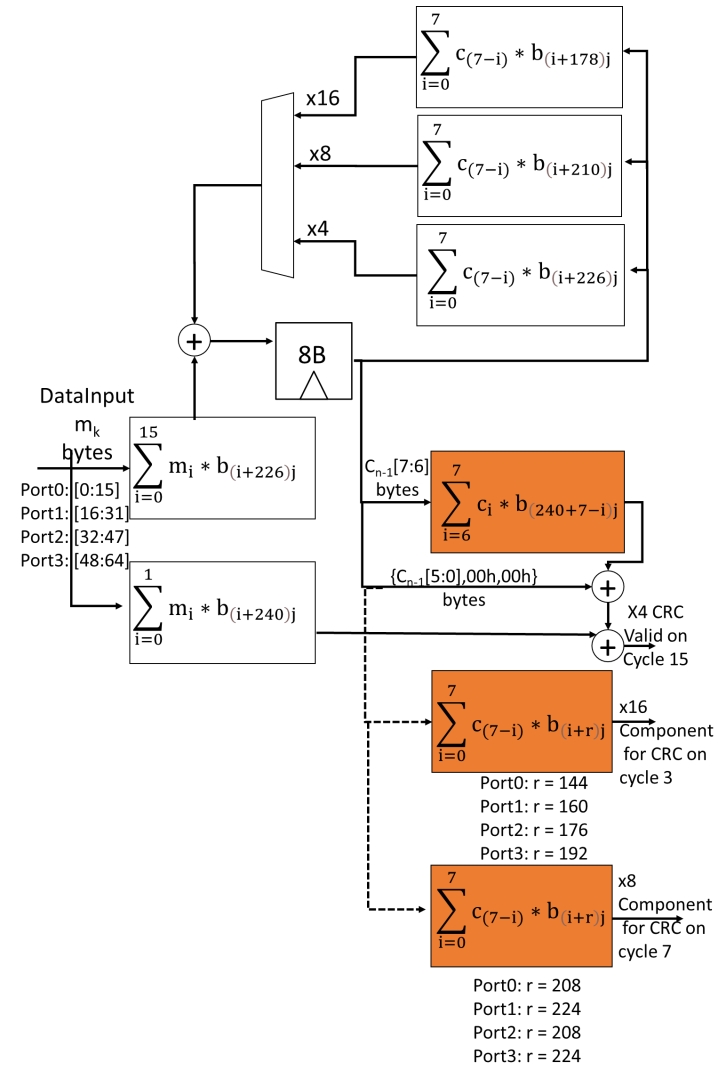 7
∑ c(7−i) ∗ b(i+178)j
i=0
x16
7
∑ c(7−i) ∗ b(i+210)j
i=0
x8
x4
7
∑ c(7−i) ∗ b(i+226)j
i=0
+
8B
DataInput
mk
bytes
Port0: [0:15]
Port1: [16:31]
Port2: [32:47]
Port3: [48:64]
15
∑ mi ∗ b(i+226)j
i=0
Cn-1[7:6]
bytes
7
∑ ci ∗ b(240+7−i)j
i=6
1
∑ mi ∗ b(i+240)j
i=0
{Cn-1[5:0],00h,00h}
bytes
+
+
X4 CRC
Valid on
Cycle 15
7
∑ c(7−i) ∗ b(i+r)j
i=0
x16
Component
for CRC on
cycle 3
Port0: r = 144
Port1: r = 160
Port2: r = 176
Port3: r = 192
7
∑ c(7−i) ∗ b(i+r)j
i=0
x8
Component
for CRC on
cycle 7
Port0: r = 208
Port1: r = 224
Port2: r = 208
Port3: r = 224